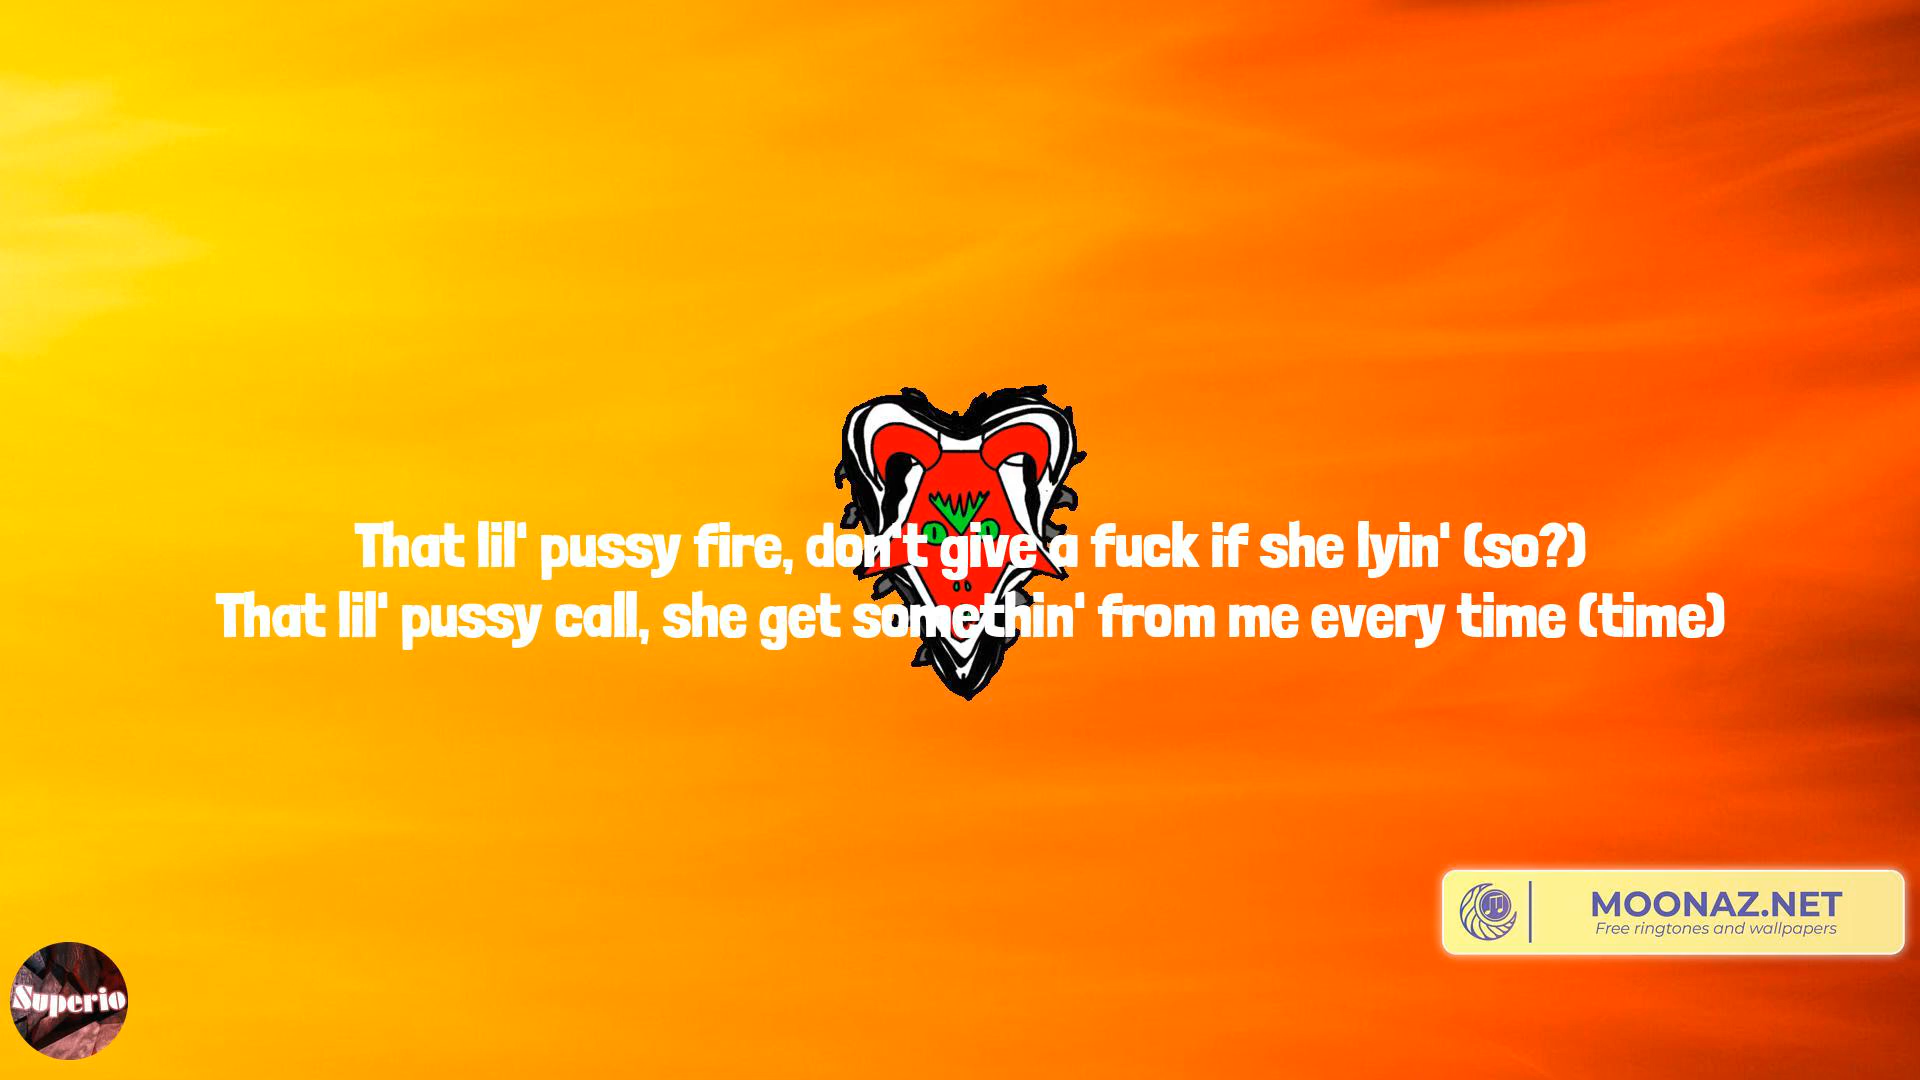 That lil' pussy fire, don't give a fuck if she lyin' (so?)
That lil' pussy call, she get somethin' from me every time (time)
MOONAZ.NET
Free ringtones and wallpapers
Superio